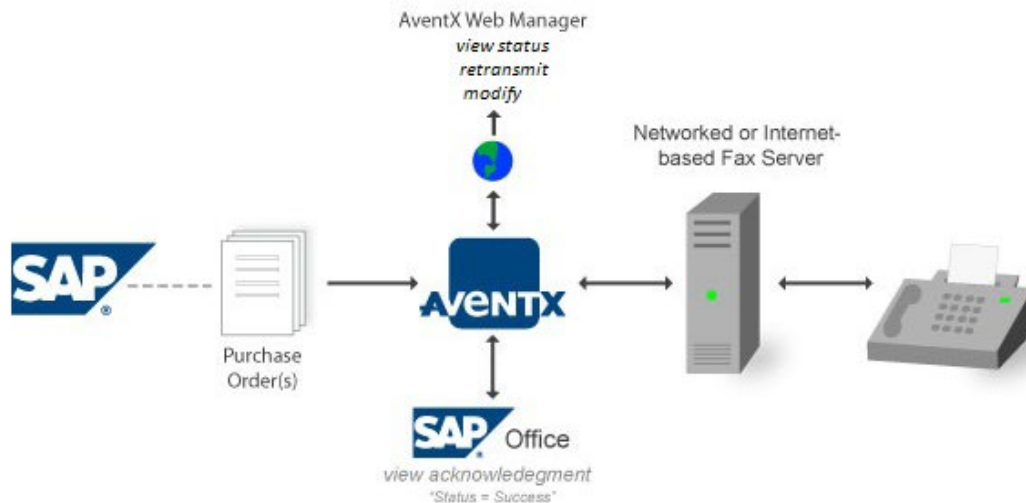 AventX Web Manager
view status
retransmit
modify
Networked or Internet-
based Fax Server
SAP
®
AVENTX
Purchase
Order(s)
SAP Office
®
view acknowledegment
"Status = Success"